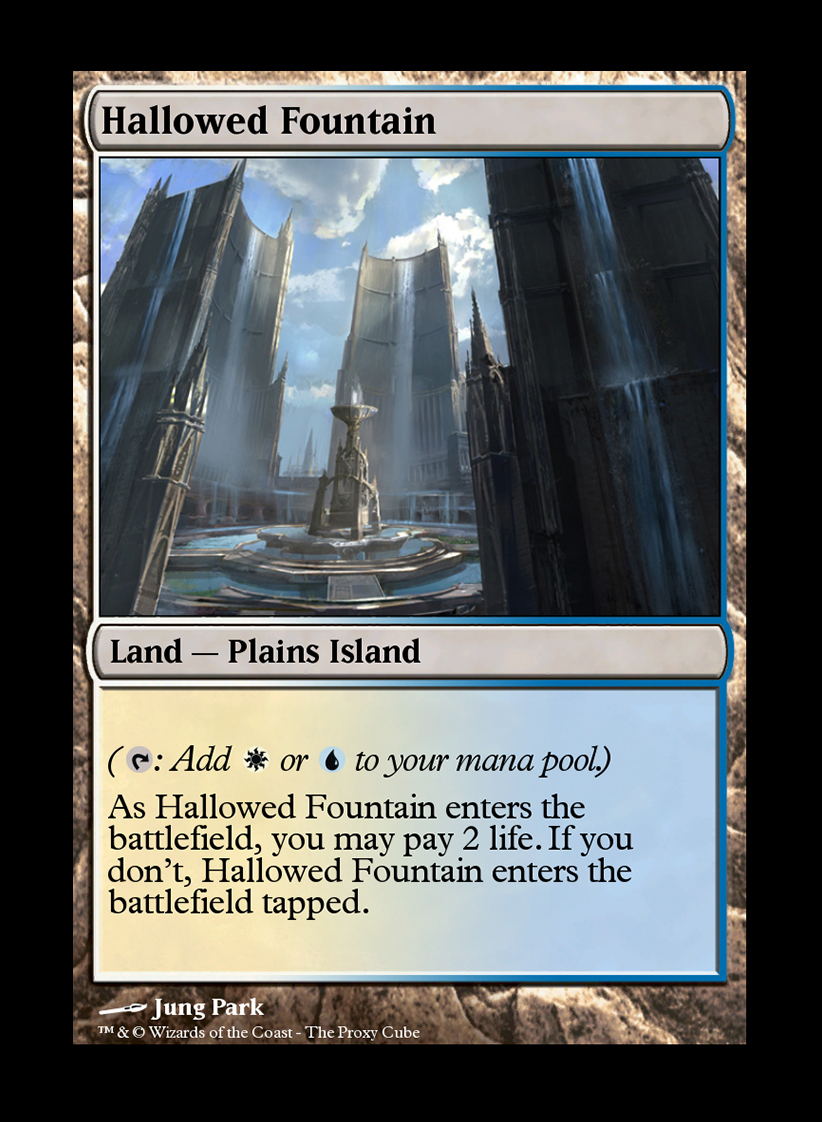 Hallowed Fountain
Land — Plains Island
( : Add or to your mana pool.)
As Hallowed Fountain enters the
battlefield, you may pay 2 life. If you
don't, Hallowed Fountain enters the
battlefield tapped.
Jung Park
™ & © Wizards of the Coast - The Proxy Cube